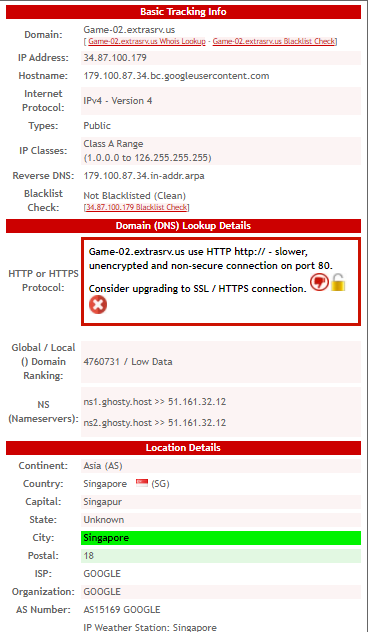 Basic Tracking Info
Domain: Game-02.extrasrv.us
[ Game-02.extrasrv.us Whois Lookup - Game-02.extrasrv.us Blacklist Check]
IP Address: 34.87.100.179
Hostname: 179.100.87.34.bc.googleusercontent.com
Internet Protocol: IPv4 - Version 4
Types: Public
IP Classes: Class A Range
(1.0.0.0 to 126.255.255.255)
Reverse DNS: 179.100.87.34.in-addr.arpa
Blacklist Check: Not Blacklisted (Clean)
[34.87.100.179 Blacklist Check]
Domain (DNS) Lookup Details
HTTP or HTTPS Protocol:
Game-02.extrasrv.us use HTTP http:// - slower,
unencrypted and non-secure connection on port 80.
Consider upgrading to SSL / HTTPS connection.
Global / Local () Domain Ranking: 4760731 / Low Data
NS (Nameservers):
ns1.ghosty.host >> 51.161.32.12
ns2.ghosty.host >> 51.161.32.12
Location Details
Continent: Asia (AS)
Country: Singapore (SG)
Capital: Singapur
State: Unknown
City: Singapore
Postal: 18
ISP: GOOGLE
Organization: GOOGLE
AS Number: AS15169 GOOGLE
IP Weather Station: Singapore